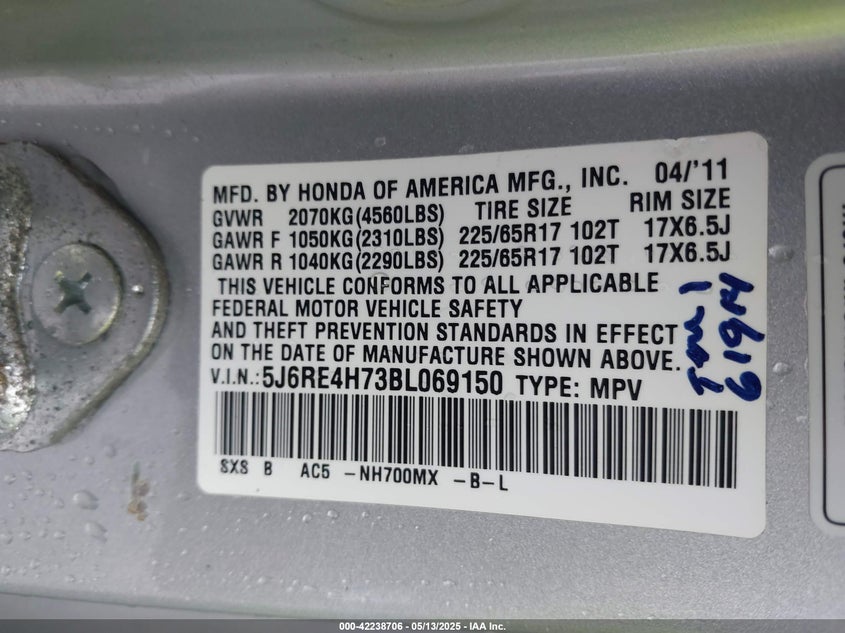 MFD. BY HONDA OF AMERICA MFG., INC. 04/'11
GVWR 2070KG(4560LBS) TIRE SIZE RIM SIZE
GAWR F 1050KG(2310LBS) 225/65R17 102T 17X6.5J
GAWR R 1040KG(2290LBS) 225/65R17 102T 17X6.5J
THIS VEHICLE CONFORMS TO ALL APPLICABLE
FEDERAL MOTOR VEHICLE SAFETY
AND THEFT PREVENTION STANDARDS IN EFFECT
ON THE DATE OF MANUFACTURE SHOWN ABOVE.
V.I.N.:5J6RE4H73BL069150 TYPE: MPV
SXS B AC5 -NH700MX -B-L
000-42238706 - 05/13/2025 - IAA Inc.